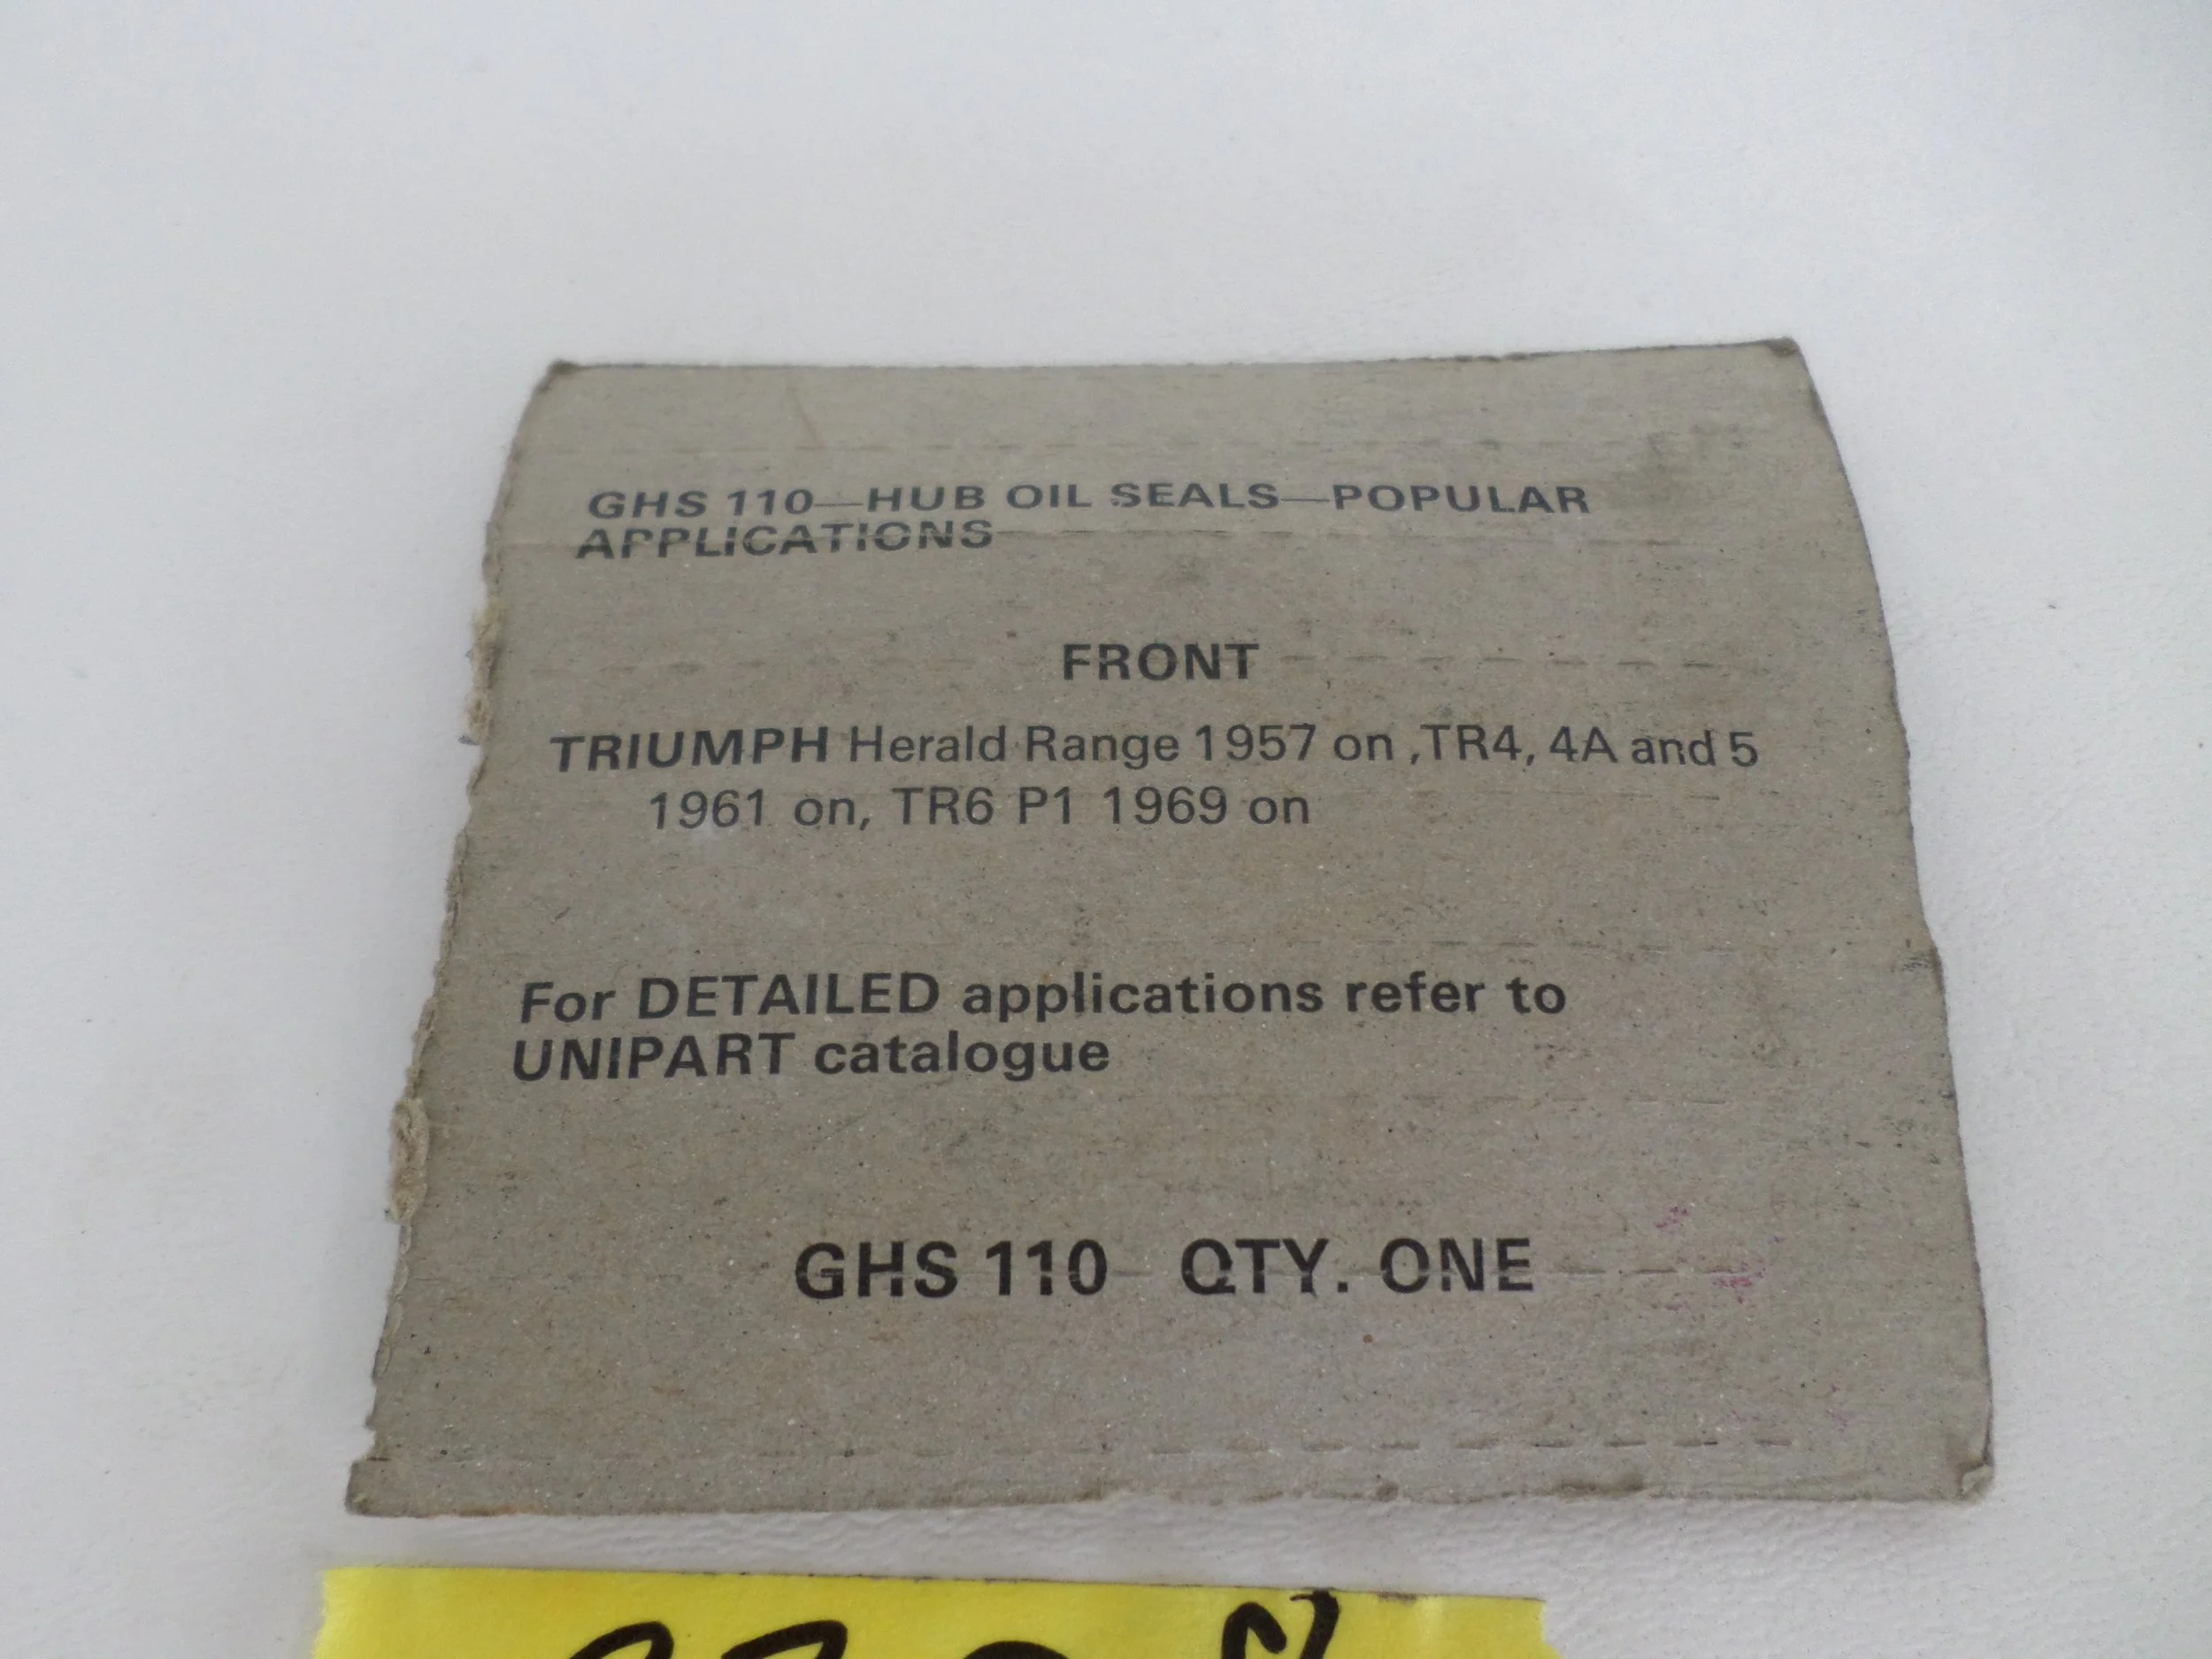 GHS 110—HUB OIL SEALS—POPULAR
APPLICATIONS
FRONT
TRIUMPH Herald Range 1957 on ,TR4, 4A and 5
1961 on, TR6 P1 1969 on
For DETAILED applications refer to
UNIPART catalogue
GHS 110 QTY. ONE